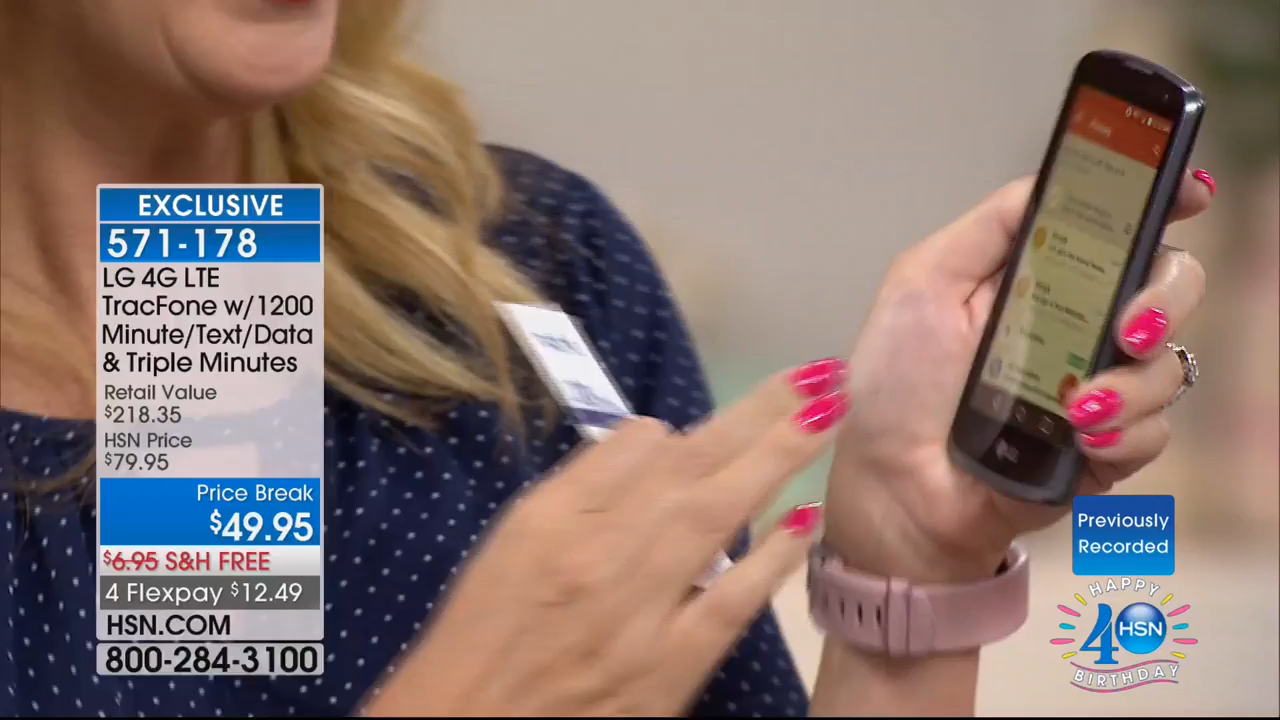 EXCLUSIVE
571-178
LG 4G LTE
TracFone w/1200
Minute/Text/Data
& Triple Minutes
Retail Value
$218.35
HSN Price
$79.95
Price Break
$49.95
$6.95 S&H FREE
4 Flexpay $12.49
HSN.COM
800-284-3100
Previously
Recorded
HAPPY
40
HSN
BIRTHDAY